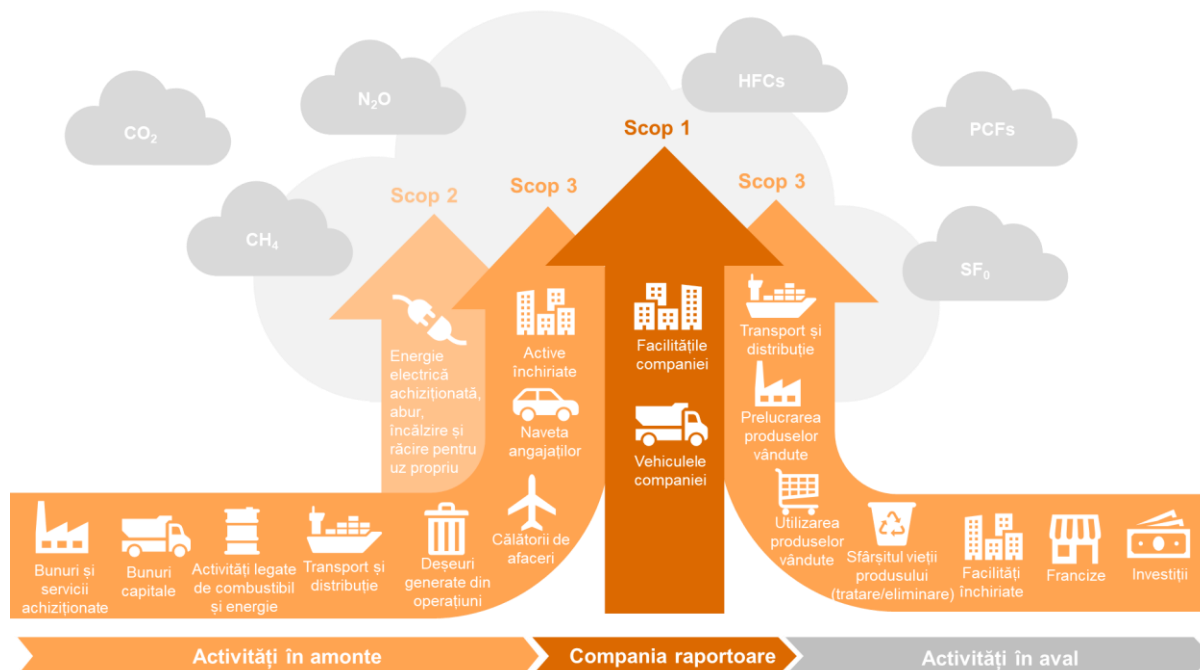 CO₂
N₂O
HFCs
PCFs
CH₄
SF₀
Scop 1
Scop 2
Scop 3
Scop 3
Energie
electrică
achiziționată,
abur,
încălzire și
răcire pentru
uz propriu
Active
închiriate
Naveta
angajaților
Călătorii de
afaceri
Facilitățile
companiei
Vehiculele
companiei
Transport și
distribuție
Prelucrarea
produselor
vândute
Utilizarea
produselor
vândute
Bunuri și
servicii
achiziționate
Bunuri
capitale
Activități legate
de combustibil
și energie
Transport și
distribuție
Deșeuri
generate din
operațiuni
Sfârșitul vieții
produsului
(tratare/eliminare)
Facilități
închiriate
Francize
Investiții
Activități în amonte
Compania raportoare
Activități în aval